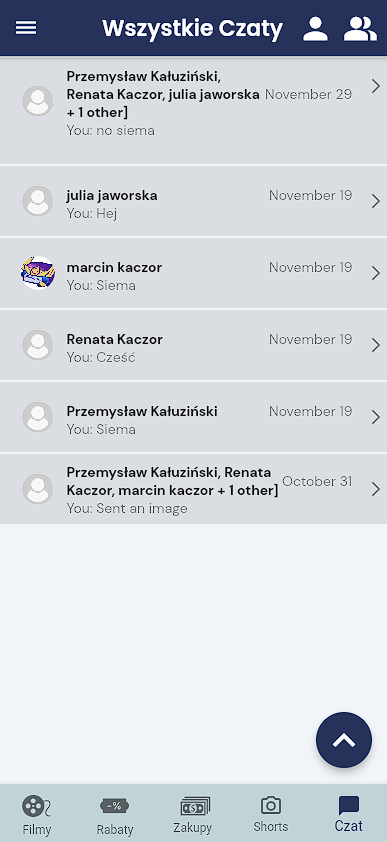 Wszystkie Czaty
Przemysław Kałuziński,
Renata Kaczor, julia jaworska November 29
+ 1 other]
You: no siema
julia jaworska November 19
You: Hej
marcin kaczor November 19
You: Siema
Renata Kaczor November 19
You: Cześć
Przemysław Kałuziński November 19
You: Siema
Przemysław Kałuziński, Renata October 31
Kaczor, marcin kaczor + 1 other]
You: Sent an image
-%
Filmy Rabaty Zakupy Shorts Czat